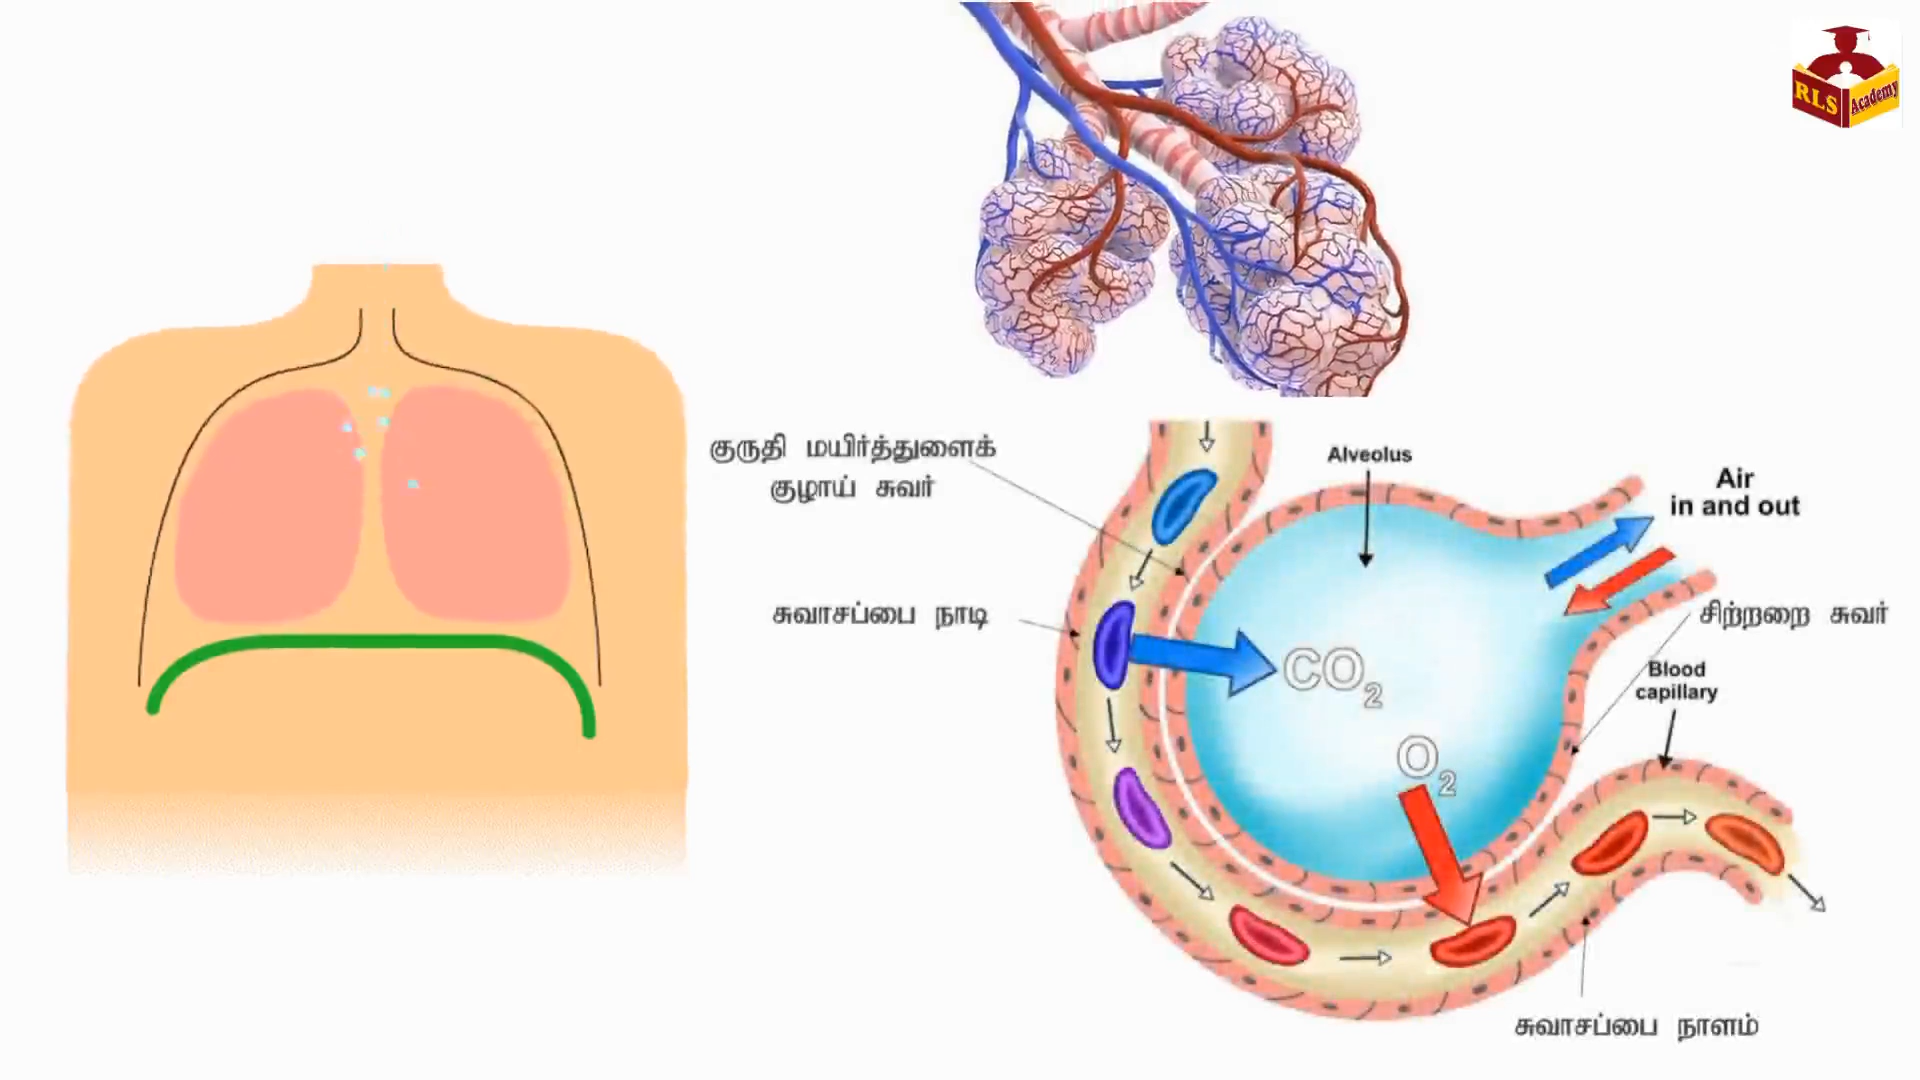 RLS Academy
குருதி மயிர்த்துளைக்
குழாய் சுவர்
Alveolus
Air
in and out
சுவாசப்பை நாடி
சிற்றறை சுவர்
CO2
Blood
capillary
O2
சுவாசப்பை நாளம்